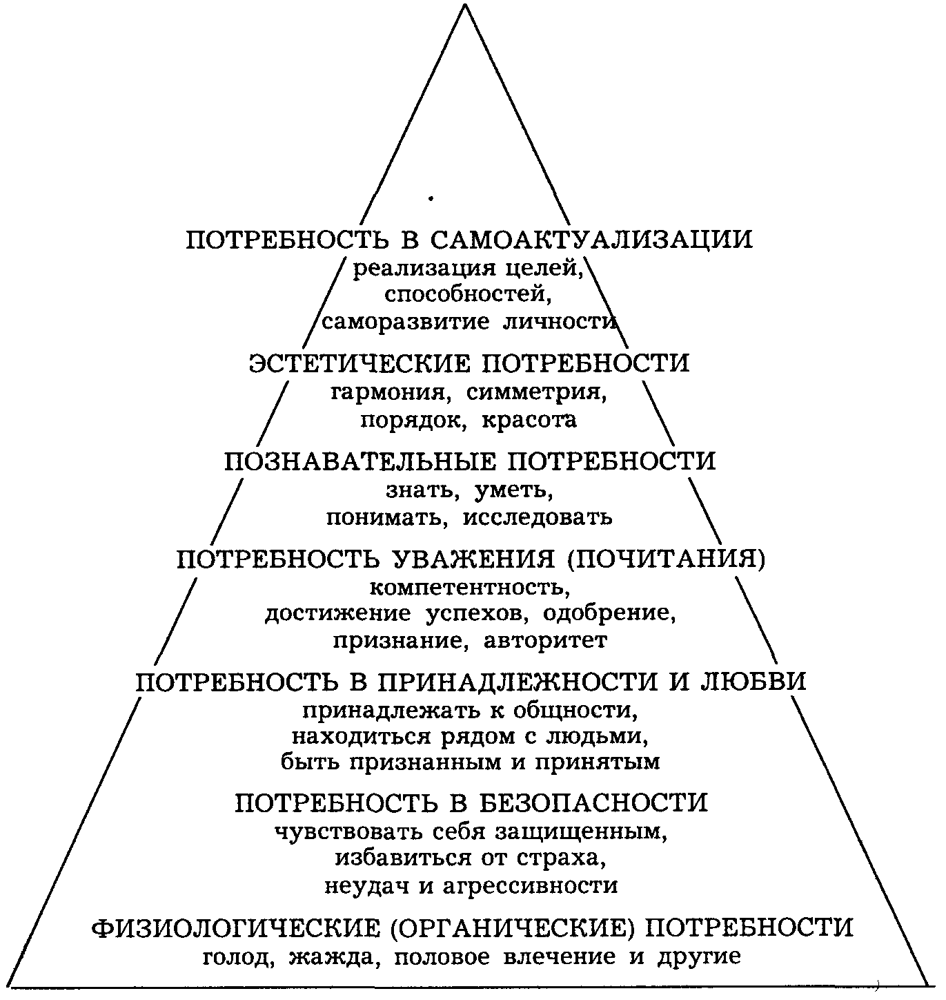 ПОТРЕБНОСТЬ В САМОАКТУАЛИЗАЦИИ
реализация целей,
способностей,
саморазвитие личности
ЭСТЕТИЧЕСКИЕ ПОТРЕБНОСТИ
гармония, симметрия,
порядок, красота
ПОЗНАВАТЕЛЬНЫЕ ПОТРЕБНОСТИ
знать, уметь,
понимать, исследовать
ПОТРЕБНОСТЬ УВАЖЕНИЯ (ПОЧИТАНИЯ)
компетентность,
достижение успехов, одобрение,
признание, авторитет
ПОТРЕБНОСТЬ В ПРИНАДЛЕЖНОСТИ И ЛЮБВИ
принадлежать к общности,
находиться рядом с людьми,
быть признанным и принятым
ПОТРЕБНОСТЬ В БЕЗОПАСНОСТИ
чувствовать себя защищенным,
избавиться от страха,
неудач и агрессивности
ФИЗИОЛОГИЧЕСКИЕ (ОРГАНИЧЕСКИЕ) ПОТРЕБНОСТИ
голод, жажда, половое влечение и другие